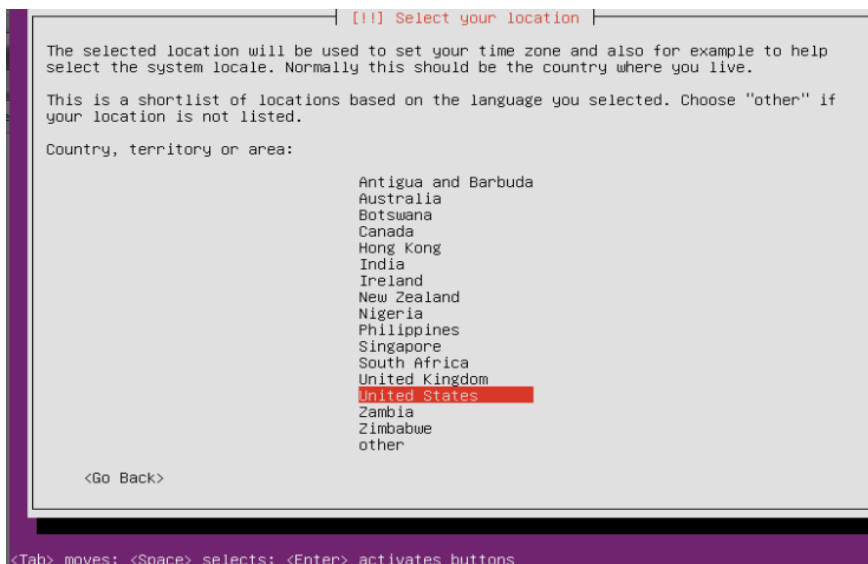 [!!] Select your location
The selected location will be used to set your time zone and also for example to help
select the system locale. Normally this should be the country where you live.
This is a shortlist of locations based on the language you selected. Choose "other" if
your location is not listed.
Country, territory or area:
Antigua and Barbuda
Australia
Botswana
Canada
Hong Kong
India
Ireland
New Zealand
Nigeria
Philippines
Singapore
South Africa
United Kingdom
United States
Zambia
Zimbabwe
other
<Go Back>
<Tab> moves; <Space> selects; <Enter> activates buttons